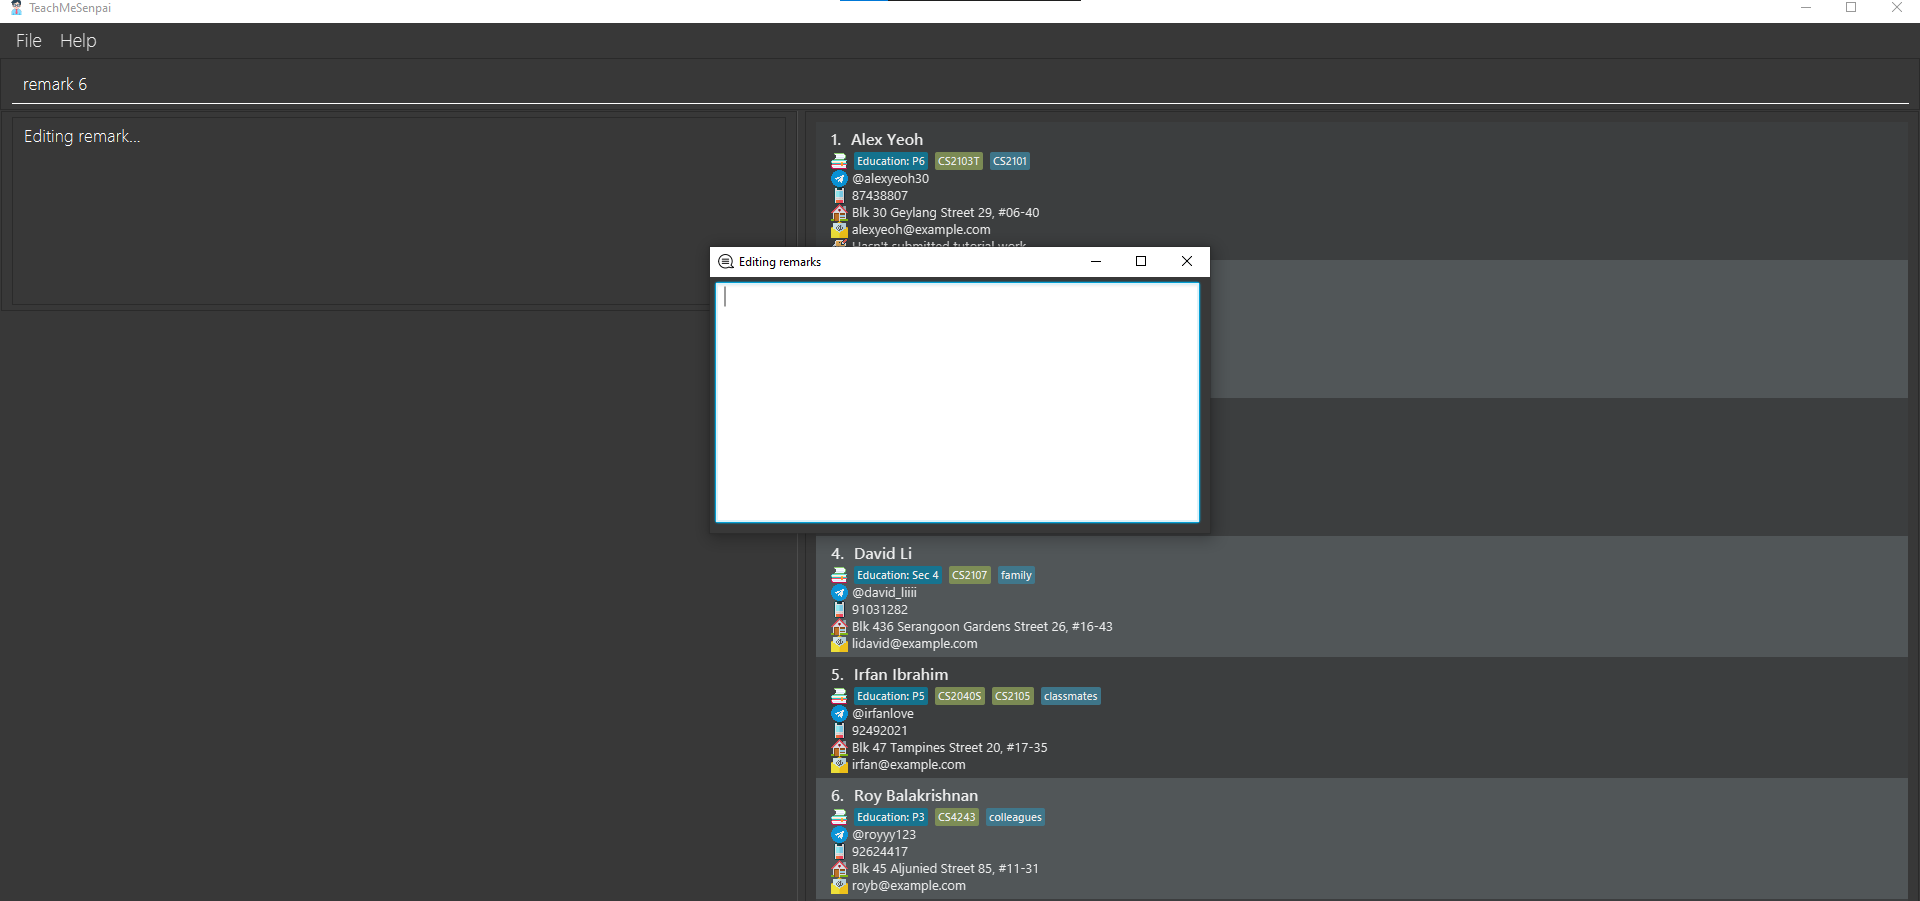 TeachMeSenpai
File Help
remark 6
Editing remark...
1. Alex Yeoh
Education: P6 CS2103T CS2101
@alexyeoh30
87438807
Blk 30 Geylang Street 29, #06-40
alexyeoh@example.com
Hasn't submitted tutorial work
Editing remarks
4. David Li
Education: Sec 4 CS2107 family
@david_liiii
91031282
Blk 436 Serangoon Gardens Street 26, #16-43
lidavid@example.com
5. Irfan Ibrahim
Education: P5 CS2040S CS2105 classmates
@irfanlove
92492021
Blk 47 Tampines Street 20, #17-35
irfan@example.com
6. Roy Balakrishnan
Education: P3 CS4243 colleagues
@royyy123
92624417
Blk 45 Aljunied Street 85, #11-31
royb@example.com